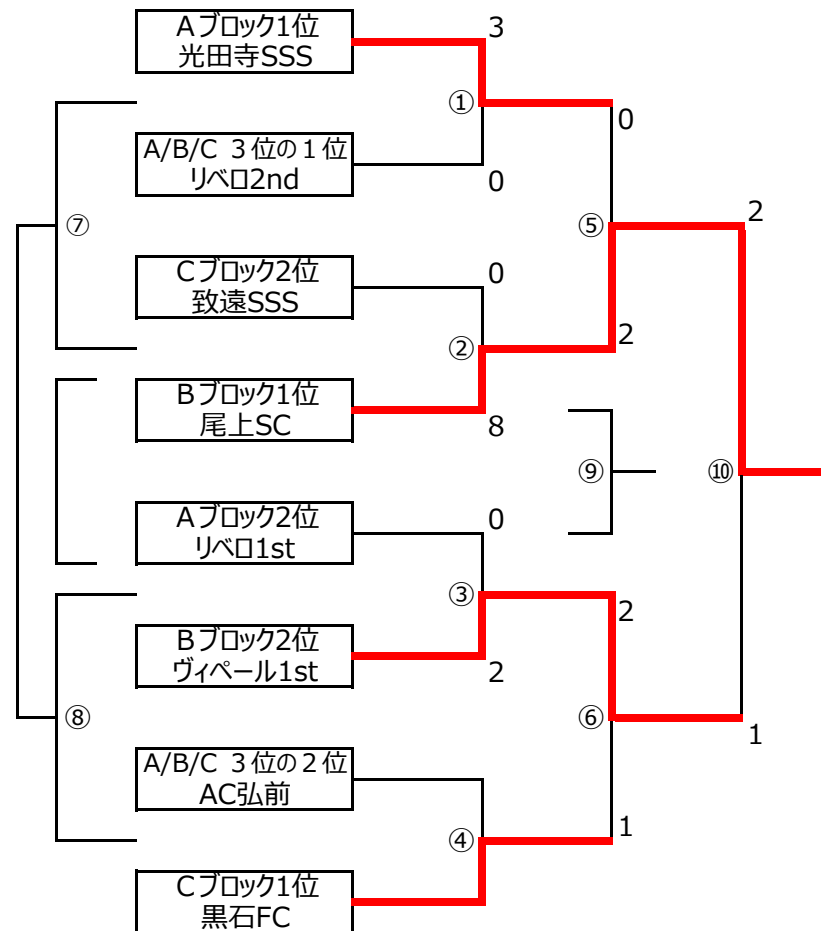 Aブロック1位
光田寺SSS
3
①
0
A/B/C ３位の１位
リベロ2nd
0
⑦
⑤
2
Cブロック2位
致遠SSS
0
②
2
Bブロック1位
尾上SC
8
⑨
⑩
Aブロック2位
リベロ1st
0
③
2
Bブロック2位
ヴィペール1st
2
⑧
⑥
1
A/B/C ３位の２位
AC弘前
④
1
Cブロック1位
黒石FC